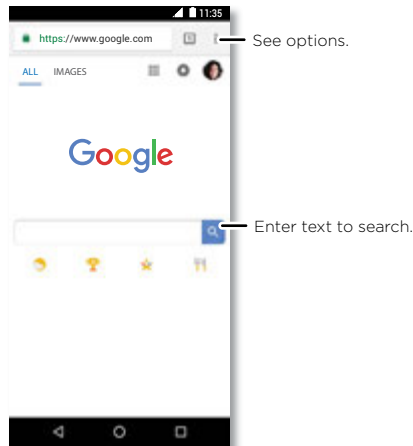 11:35
https://www.google.com
See options.
ALL IMAGES
Google
Enter text to search.